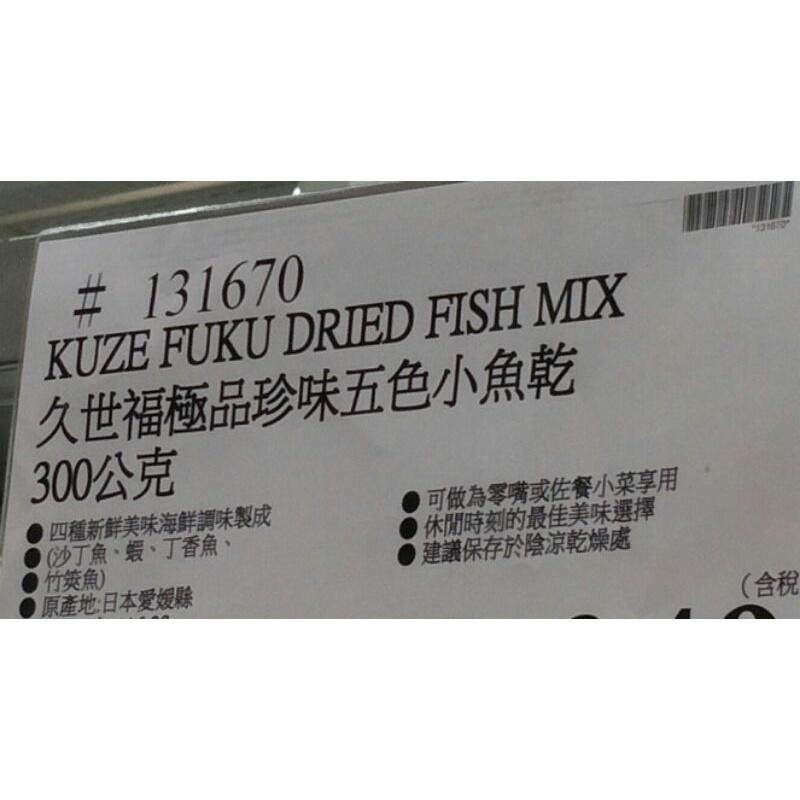 "131670"
# 131670
KUZE FUKU DRIED FISH MIX
久世福極品珍味五色小魚乾
300公克
●四種新鮮美味海鮮調味製成
●(沙丁魚、蝦、丁香魚、
●竹筴魚)
●原產地:日本愛媛縣
●可做為零嘴或佐餐小菜享用
●休閒時刻的最佳美味選擇
●建議保存於陰涼乾燥處
(含稅